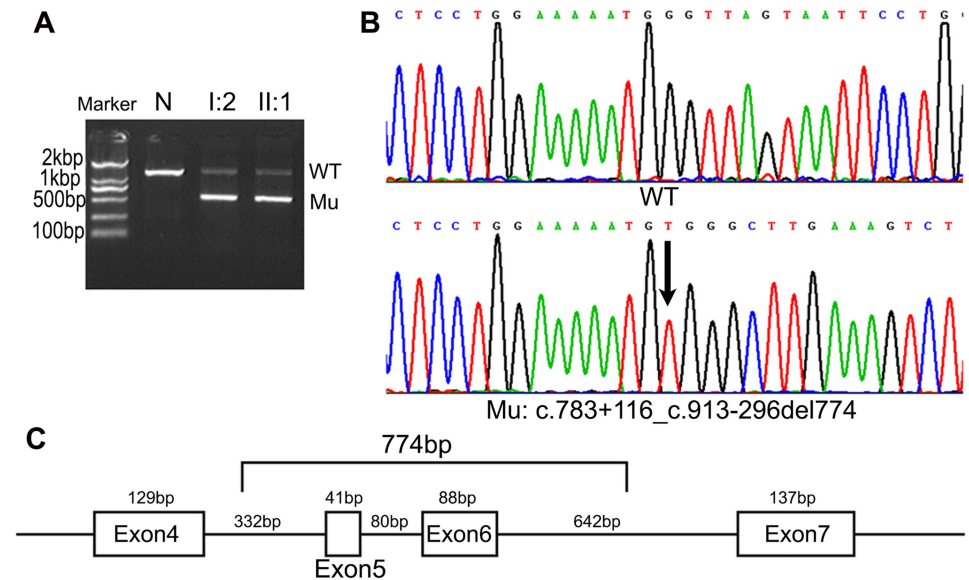 A
Marker N I:2 II:1
2kbp
1kbp
500bp
100bp
WT
Mu
B
C T C C T G G A A A A A T G G G T T A G T A A T T C C T G
WT
C T C C T G G A A A A A T G T G G G C T T G A A A G T C T
Mu: c.783+116_c.913-296del774
C
774bp
129bp 41bp 88bp 137bp
332bp 80bp 642bp
Exon4 Exon6 Exon7
Exon5